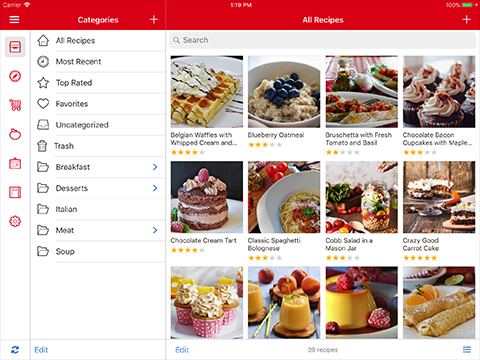 Carrier 1:19 PM 100%
Categories
All Recipes
Search
All Recipes
Most Recent
Top Rated
Favorites
Uncategorized
Trash
Breakfast
Desserts
Italian
Meat
Soup
Belgian Waffles with
Whipped Cream and...
Blueberry Oatmeal
Bruschetta with Fresh
Tomato and Basil
Chocolate Bacon
Cupcakes with Maple...
Chocolate Cream Tart
Classic Spaghetti
Bolognese
Cobb Salad in a
Mason Jar
Crazy Good
Carrot Cake
Edit
Edit
39 recipes